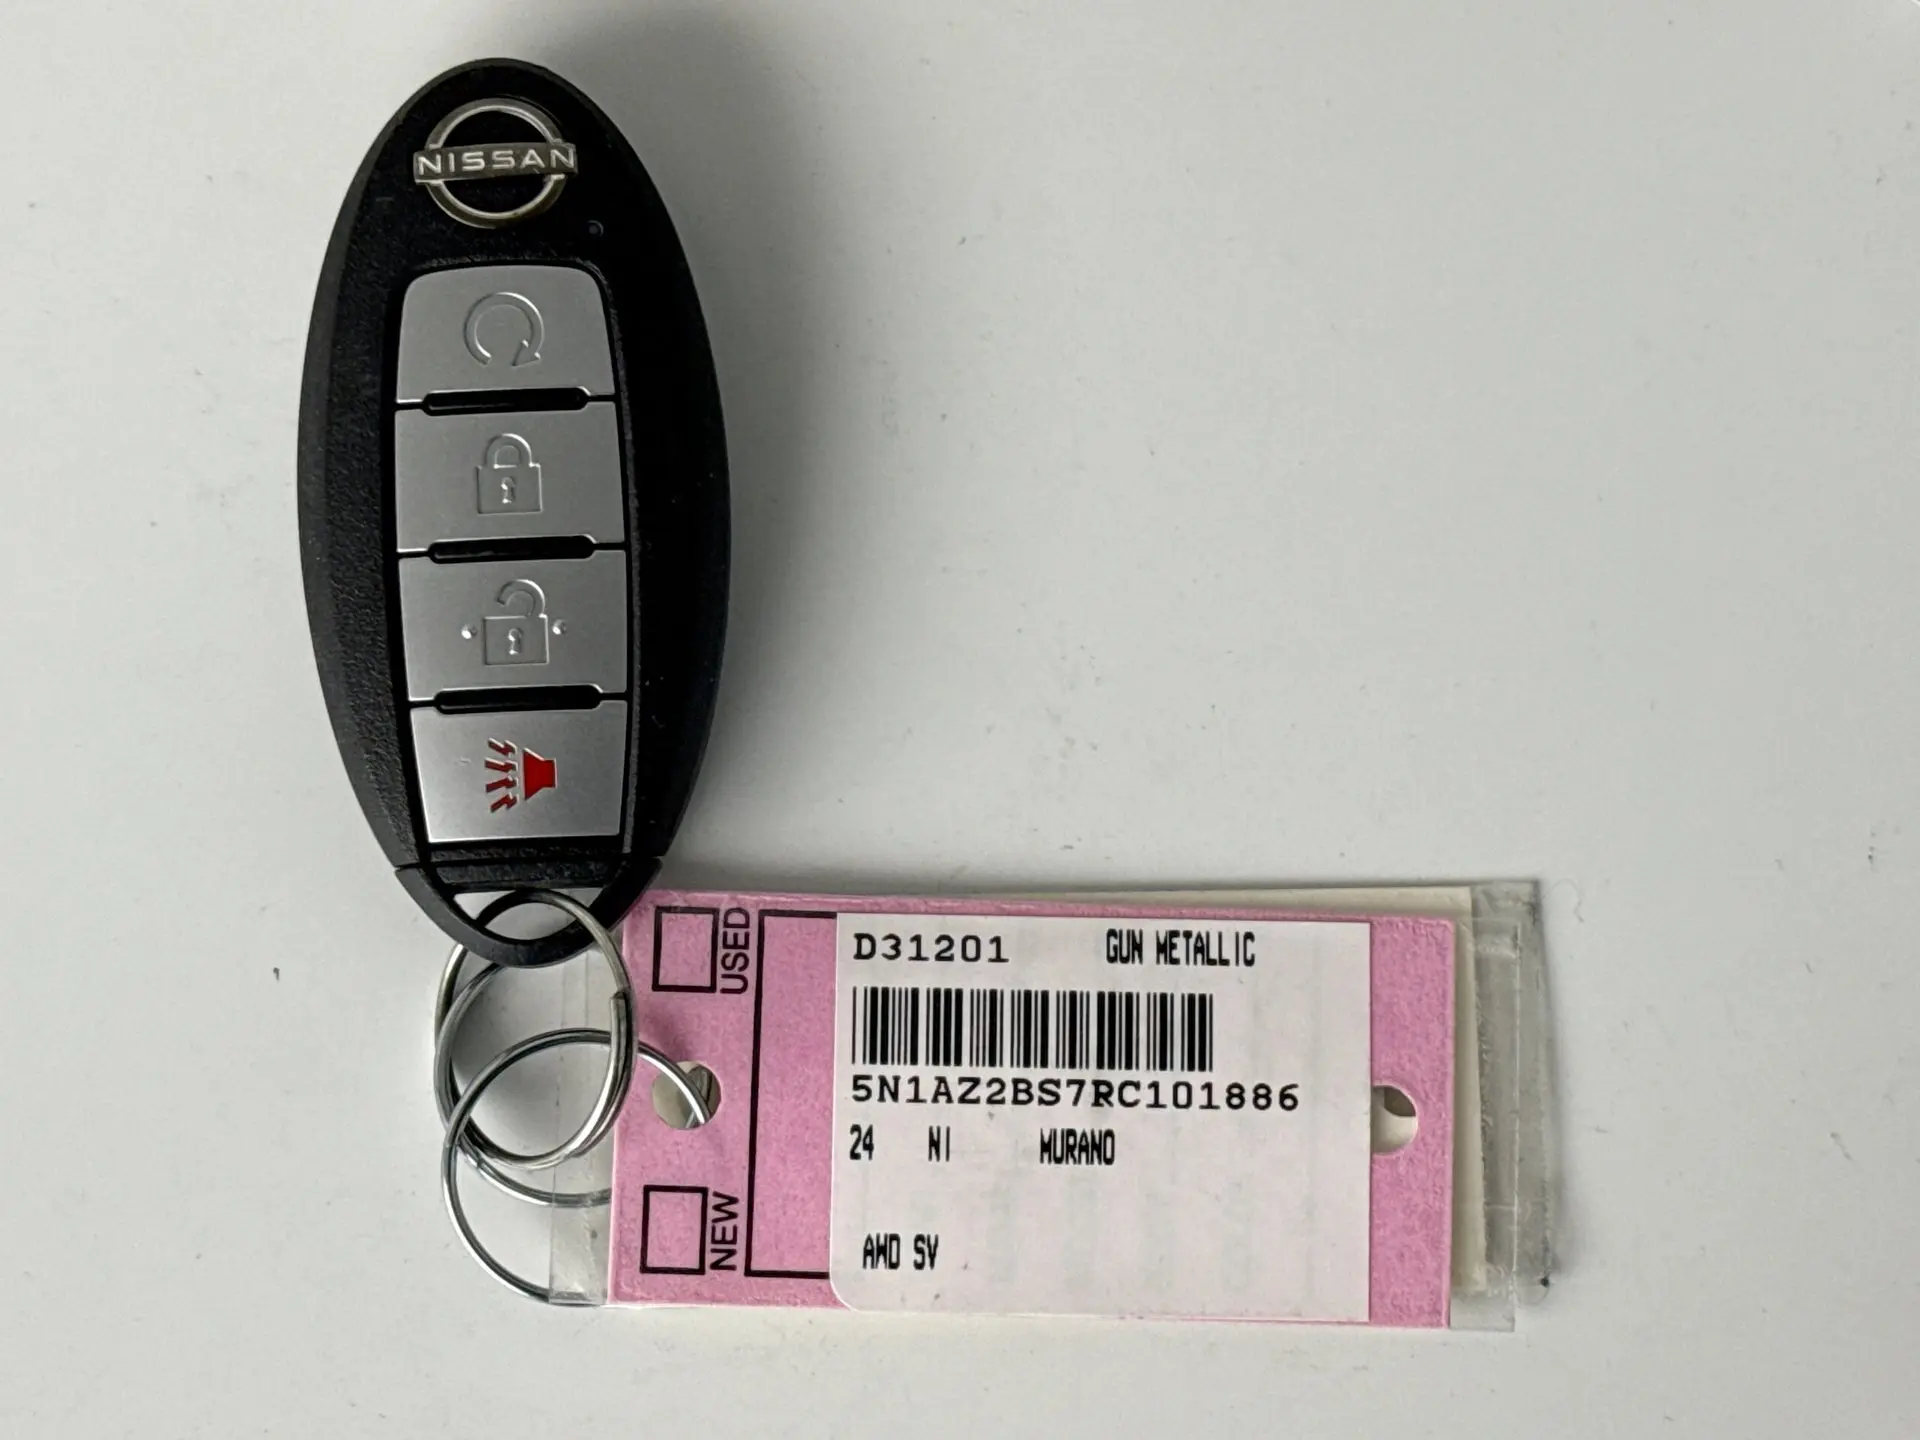 NISSAN
USED
NEW
D31201 GUN METALLIC
5N1AZ2BS7RC101886
24 NI MURANO
AWD SV